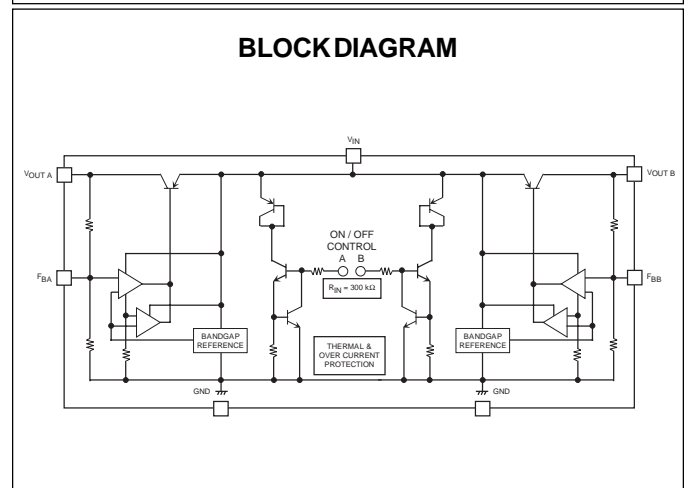 BLOCK DIAGRAM
VIN
VOUT A
VOUT B
ON / OFF
CONTROL
A B
FBA
FBB
RIN = 300 kΩ
BANDGAP
REFERENCE
THERMAL &
OVER CURRENT
PROTECTION
BANDGAP
REFERENCE
GND
GND